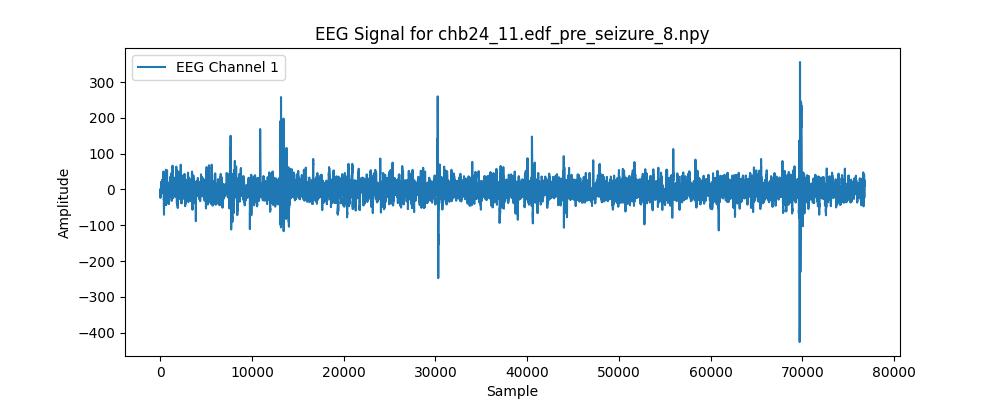 EEG Signal for chb24_11.edf_pre_seizure_8.npy
EEG Channel 1
300
200
100
0
−100
−200
−300
−400
Amplitude
0 10000 20000 30000 40000 50000 60000 70000 80000
Sample